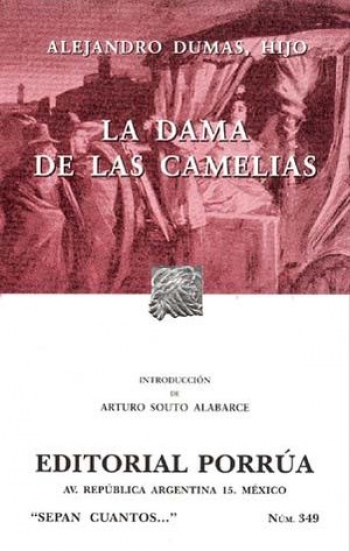 ALEJANDRO DUMAS, HIJO
LA DAMA
DE LAS CAMELIAS
INTRODUCCIÓN
DE
ARTURO SOUTO ALABARCE
EDITORIAL PORRÚA
AV. REPÚBLICA ARGENTINA 15. MÉXICO
“SEPAN CUANTOS...” NÚM. 349